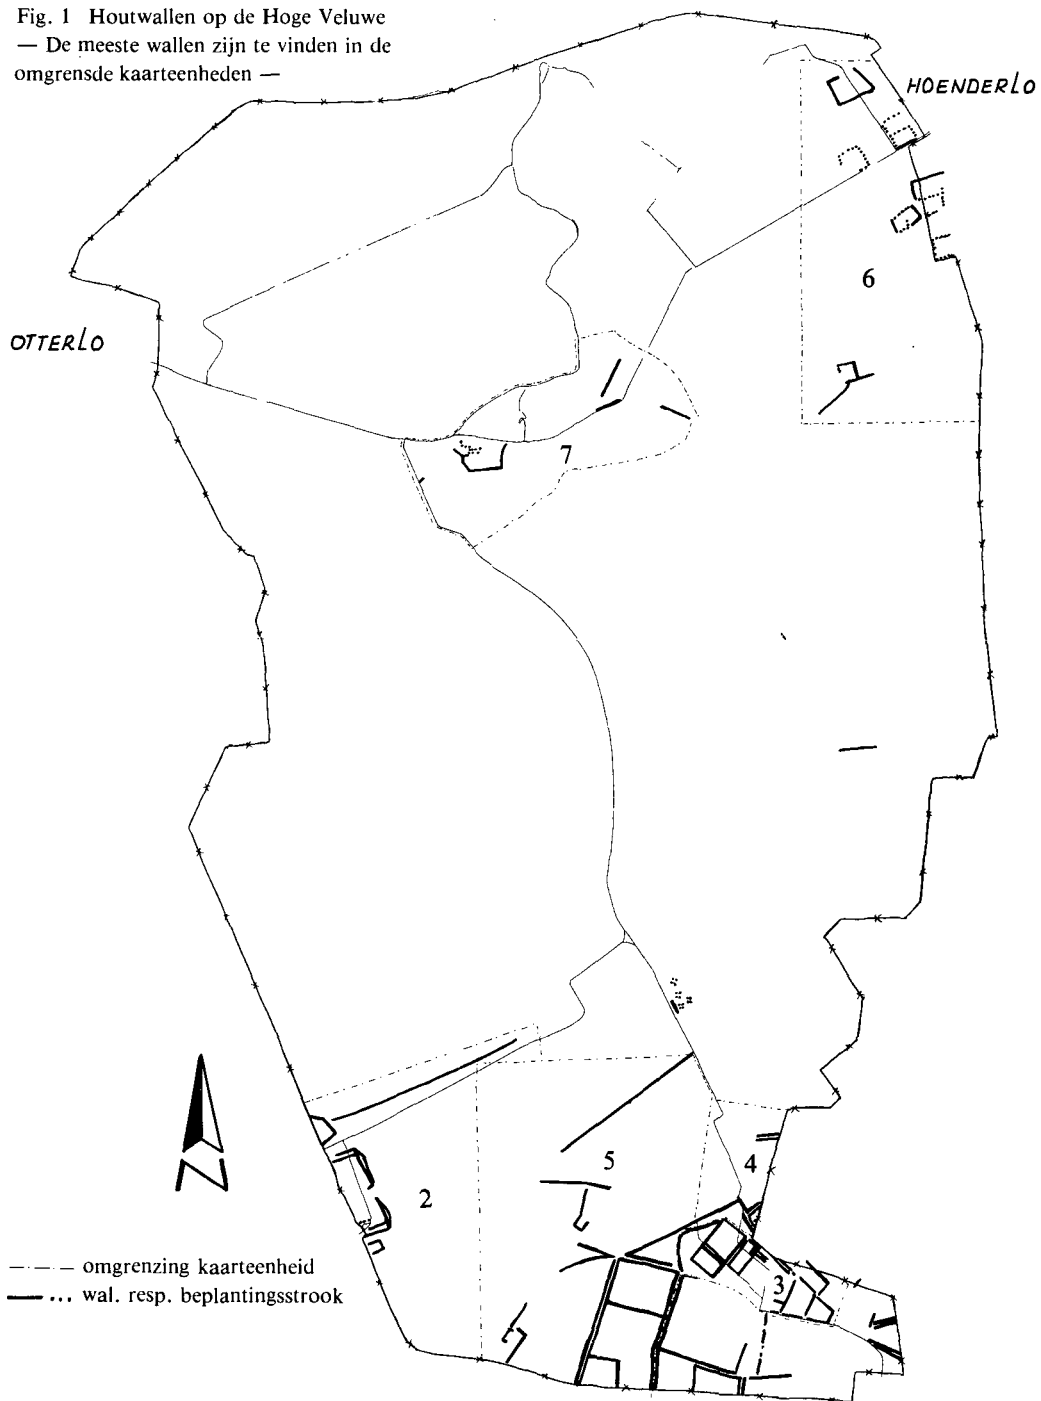 Fig. 1 Houtwallen op de Hoge Veluwe
— De meeste wallen zijn te vinden in de
omgrensde kaarteenheden —
HOENDERLO
6
OTTERLO
7
5
4
2
3
N
—·—·— omgrenzing kaarteenheid
—— ... wal. resp. beplantingsstrook